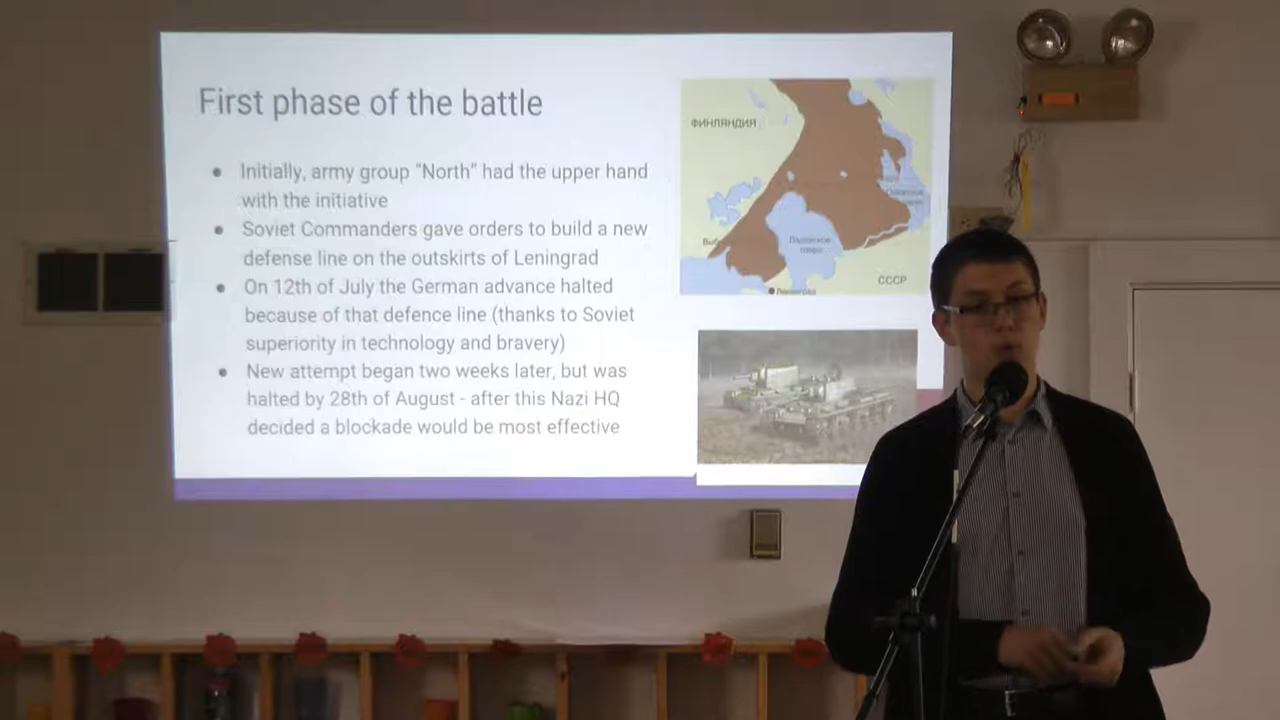 First phase of the battle
● Initially, army group "North" had the upper hand
with the initiative
● Soviet Commanders gave orders to build a new
defense line on the outskirts of Leningrad
● On 12th of July the German advance halted
because of that defence line (thanks to Soviet
superiority in technology and bravery)
● New attempt began two weeks later, but was
halted by 28th of August - after this Nazi HQ
decided a blockade would be most effective
ФИНЛЯНДИЯ
Ладожское
озеро
СССР
Ленинград